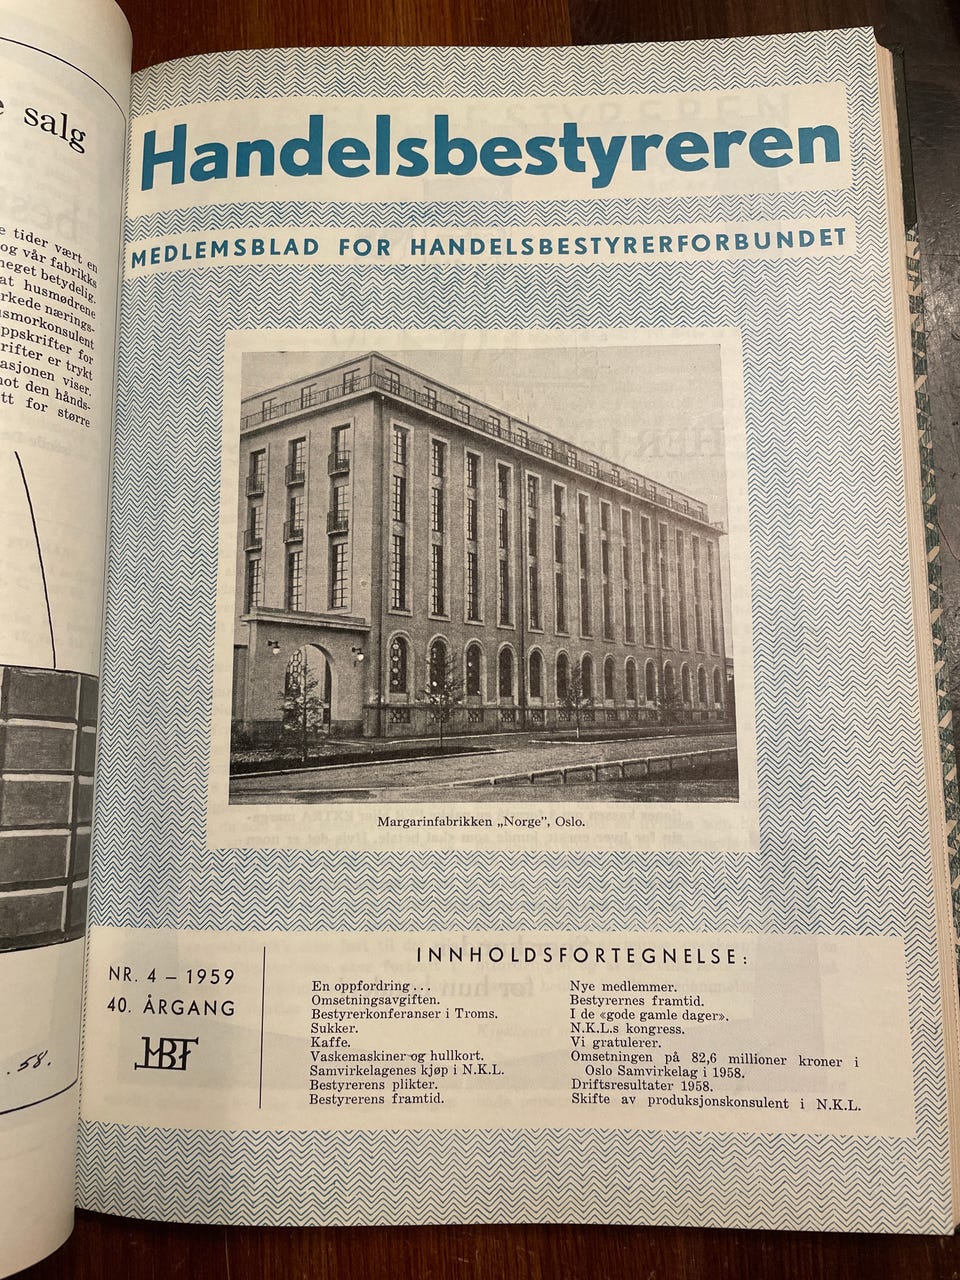 e salg
e tider vært en
og vår fabrikks
meget betydelig.
at husmødrene
rkede nærings-
usmorkonsulent
ppskrifter for
rifter er trykt
asjonen viser.
not den hånds-
tt for større
58.
Handelsbestyreren
MEDLEMSBLAD FOR HANDELSBESTYRERFORBUNDET
Margarinfabrikken „Norge”, Oslo.
NR. 4 – 1959
40. ÅRGANG
HBF
INNHOLDSFORTEGNELSE:
En oppfordring . . .
Omsetningsavgiften.
Bestyrerkonferanser i Troms.
Sukker.
Kaffe.
Vaskemaskiner og hullkort.
Samvirkelagenes kjøp i N.K.L.
Bestyrerens plikter.
Bestyrerens framtid.
Nye medlemmer.
Bestyrernes framtid.
I de «gode gamle dager».
N.K.L.s kongress.
Vi gratulerer.
Omsetningen på 82,6 millioner kroner i
Oslo Samvirkelag i 1958.
Driftsresultater 1958.
Skifte av produksjonskonsulent i N.K.L.